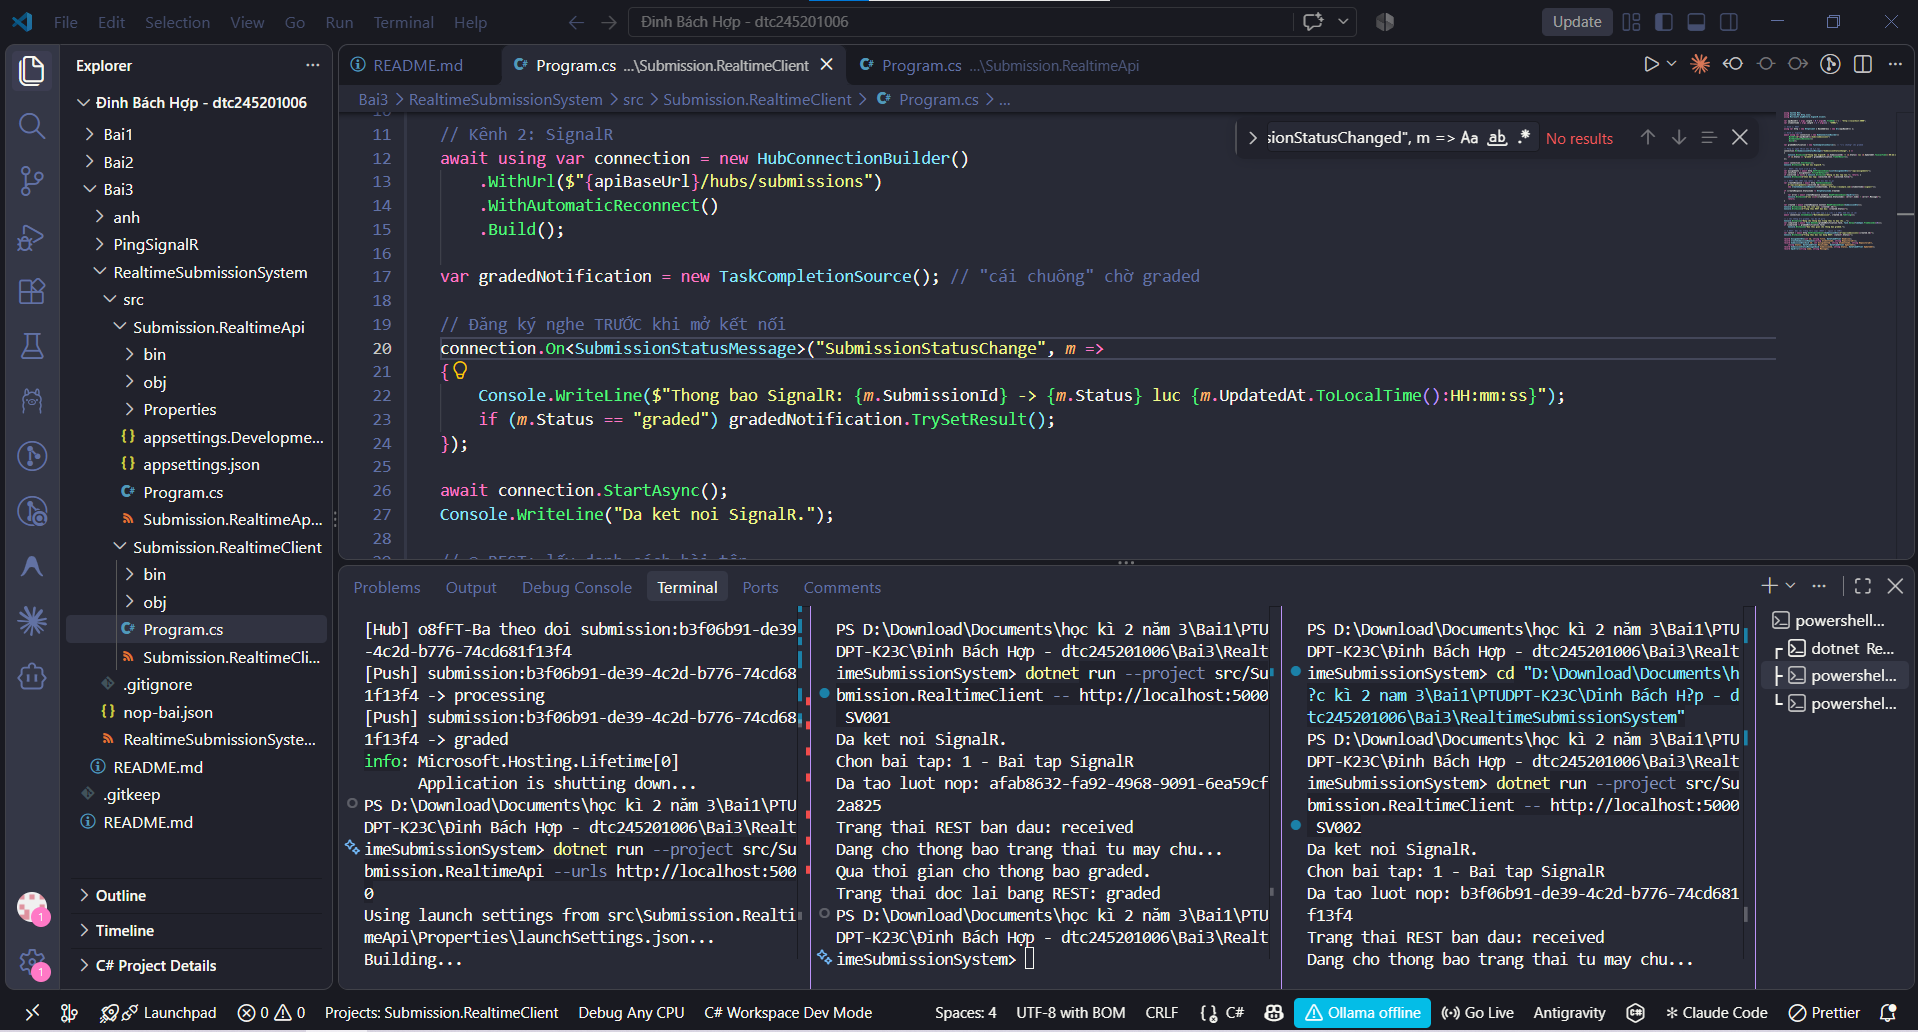 File Edit Selection View Go Run Terminal Help
Đinh Bách Hợp - dtc245201006
Update
Explorer
Đinh Bách Hợp - dtc245201006
Bai1
Bai2
Bai3
anh
PingSignalR
RealtimeSubmissionSystem
src
Submission.RealtimeApi
bin
obj
Properties
appsettings.Developme...
appsettings.json
Program.cs
Submission.RealtimeAp...
Submission.RealtimeClient
bin
obj
Program.cs
Submission.RealtimeCli...
.gitignore
nop-bai.json
RealtimeSubmissionSyste...
README.md
.gitkeep
README.md
Outline
Timeline
C# Project Details
1
1
README.md
Program.cs ...\Submission.RealtimeClient
Program.cs ...\Submission.RealtimeApi
Bai3 > RealtimeSubmissionSystem > src > Submission.RealtimeClient > Program.cs > ...
sionStatusChanged", m => Aa ab .* No results
11 // Kênh 2: SignalR
12 await using var connection = new HubConnectionBuilder()
13 .WithUrl($"{apiBaseUrl}/hubs/submissions")
14 .WithAutomaticReconnect()
15 .Build();
16
17 var gradedNotification = new TaskCompletionSource(); // "cái chuông" chờ graded
18
19 // Đăng ký nghe TRƯỚC khi mở kết nối
20 connection.On<SubmissionStatusMessage>("SubmissionStatusChange", m =>
21 {
22 Console.WriteLine($"Thong bao SignalR: {m.SubmissionId} -> {m.Status} luc {m.UpdatedAt.ToLocalTime():HH:mm:ss}");
23 if (m.Status == "graded") gradedNotification.TrySetResult();
24 });
25
26 await connection.StartAsync();
27 Console.WriteLine("Da ket noi SignalR.");
28
Problems Output Debug Console Terminal Ports Comments
[Hub] o8fFT-Ba theo doi submission:b3f06b91-de39
-4c2d-b776-74cd681f13f4
[Push] submission:b3f06b91-de39-4c2d-b776-74cd68
1f13f4 -> processing
[Push] submission:b3f06b91-de39-4c2d-b776-74cd68
1f13f4 -> graded
info: Microsoft.Hosting.Lifetime[0]
Application is shutting down...
PS D:\Download\Documents\học kì 2 năm 3\Bai1\PTU
DPT-K23C\Đinh Bách Hợp - dtc245201006\Bai3\Realt
imeSubmissionSystem> dotnet run --project src/Su
bmission.RealtimeApi --urls http://localhost:500
0
Using launch settings from src\Submission.Realti
meApi\Properties\launchSettings.json...
Building...
PS D:\Download\Documents\học kì 2 năm 3\Bai1\PTU
DPT-K23C\Đinh Bách Hợp - dtc245201006\Bai3\Realt
imeSubmissionSystem> dotnet run --project src/Su
bmission.RealtimeClient -- http://localhost:5000
SV001
Da ket noi SignalR.
Chon bai tap: 1 - Bai tap SignalR
Da tao luot nop: afab8632-fa92-4968-9091-6ea59cf
2a825
Trang thai REST ban dau: received
Dang cho thong bao trang thai tu may chu...
Qua thoi gian cho thong bao graded.
Trang thai doc lai bang REST: graded
PS D:\Download\Documents\học kì 2 năm 3\Bai1\PTU
DPT-K23C\Đinh Bách Hợp - dtc245201006\Bai3\Realt
imeSubmissionSystem>
PS D:\Download\Documents\học kì 2 năm 3\Bai1\PTU
DPT-K23C\Đinh Bách Hợp - dtc245201006\Bai3\Realt
imeSubmissionSystem> cd "D:\Download\Documents\h
?c kì 2 nam 3\Bai1\PTUDPT-K23C\Đinh Bách H?p - d
tc245201006\Bai3\RealtimeSubmissionSystem"
PS D:\Download\Documents\học kì 2 năm 3\Bai1\PTU
DPT-K23C\Đinh Bách Hợp - dtc245201006\Bai3\Realt
imeSubmissionSystem> dotnet run --project src/Su
bmission.RealtimeClient -- http://localhost:5000
SV002
Da ket noi SignalR.
Chon bai tap: 1 - Bai tap SignalR
Da tao luot nop: b3f06b91-de39-4c2d-b776-74cd681
f13f4
Trang thai REST ban dau: received
Dang cho thong bao trang thai tu may chu...
powershell...
dotnet Re...
powershel...
powershel...
Launchpad 0 0 Projects: Submission.RealtimeClient Debug Any CPU C# Workspace Dev Mode Spaces: 4 UTF-8 with BOM CRLF {} C# Ollama offline Go Live Antigravity Claude Code Prettier